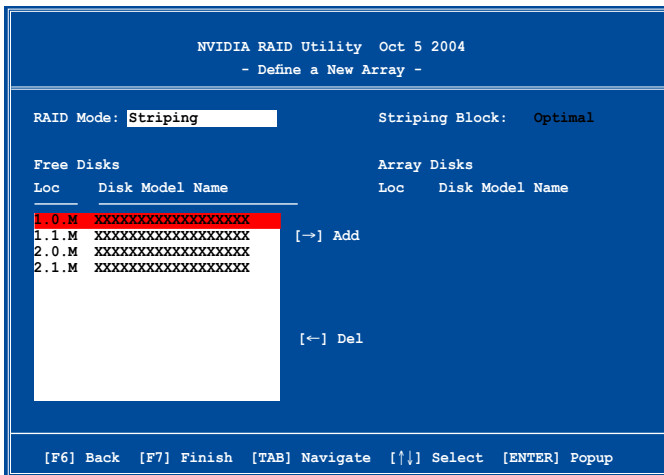 NVIDIA RAID Utility Oct 5 2004
- Define a New Array -
RAID Mode: Striping Striping Block: Optimal
Free Disks Array Disks
Loc Disk Model Name Loc Disk Model Name
1.0.M XXXXXXXXXXXXXXXXXX
1.1.M XXXXXXXXXXXXXXXXXX [→] Add
2.0.M XXXXXXXXXXXXXXXXXX
2.1.M XXXXXXXXXXXXXXXXXX
[←] Del
[F6] Back [F7] Finish [TAB] Navigate [↑↓] Select [ENTER] Popup